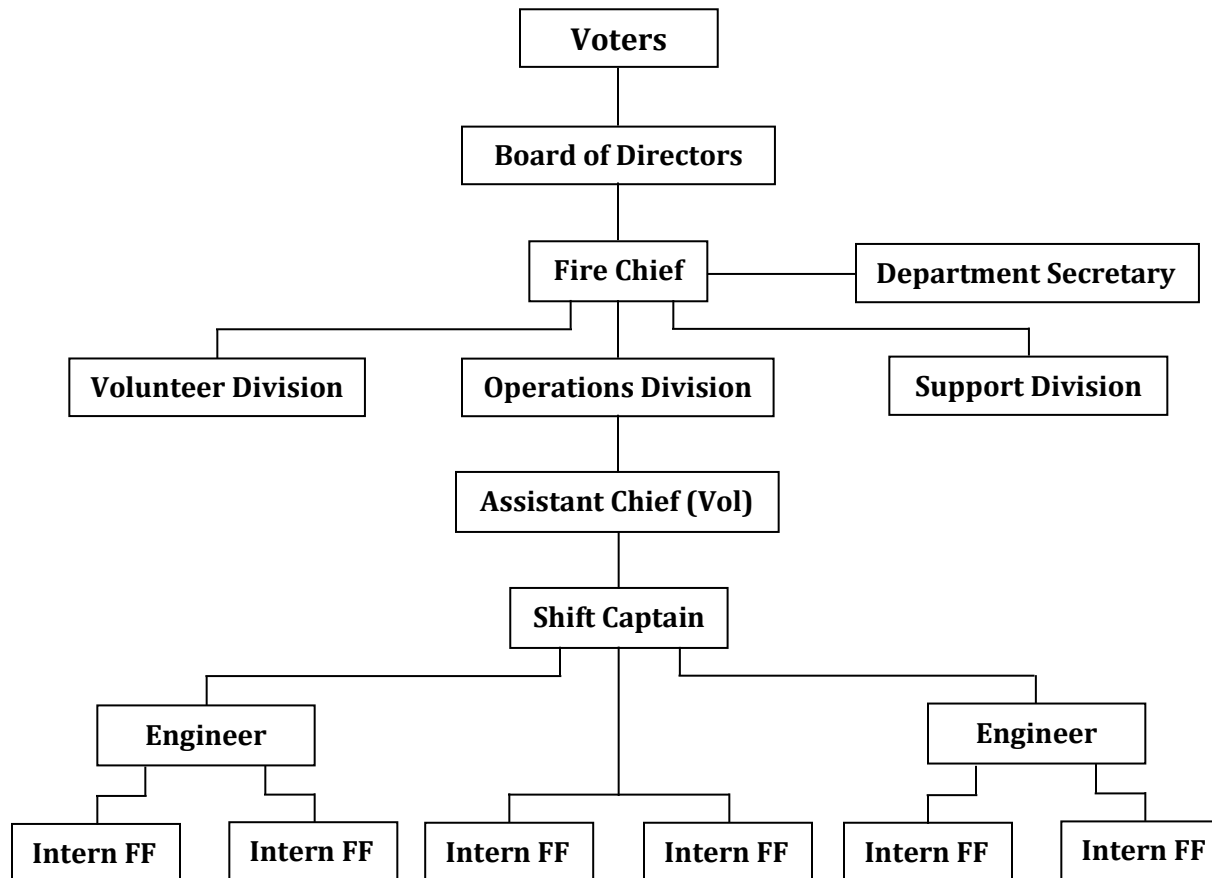 Voters
Board of Directors
Fire Chief
Department Secretary
Volunteer Division
Operations Division
Support Division
Assistant Chief (Vol)
Shift Captain
Engineer
Engineer
Intern FF
Intern FF
Intern FF
Intern FF
Intern FF
Intern FF